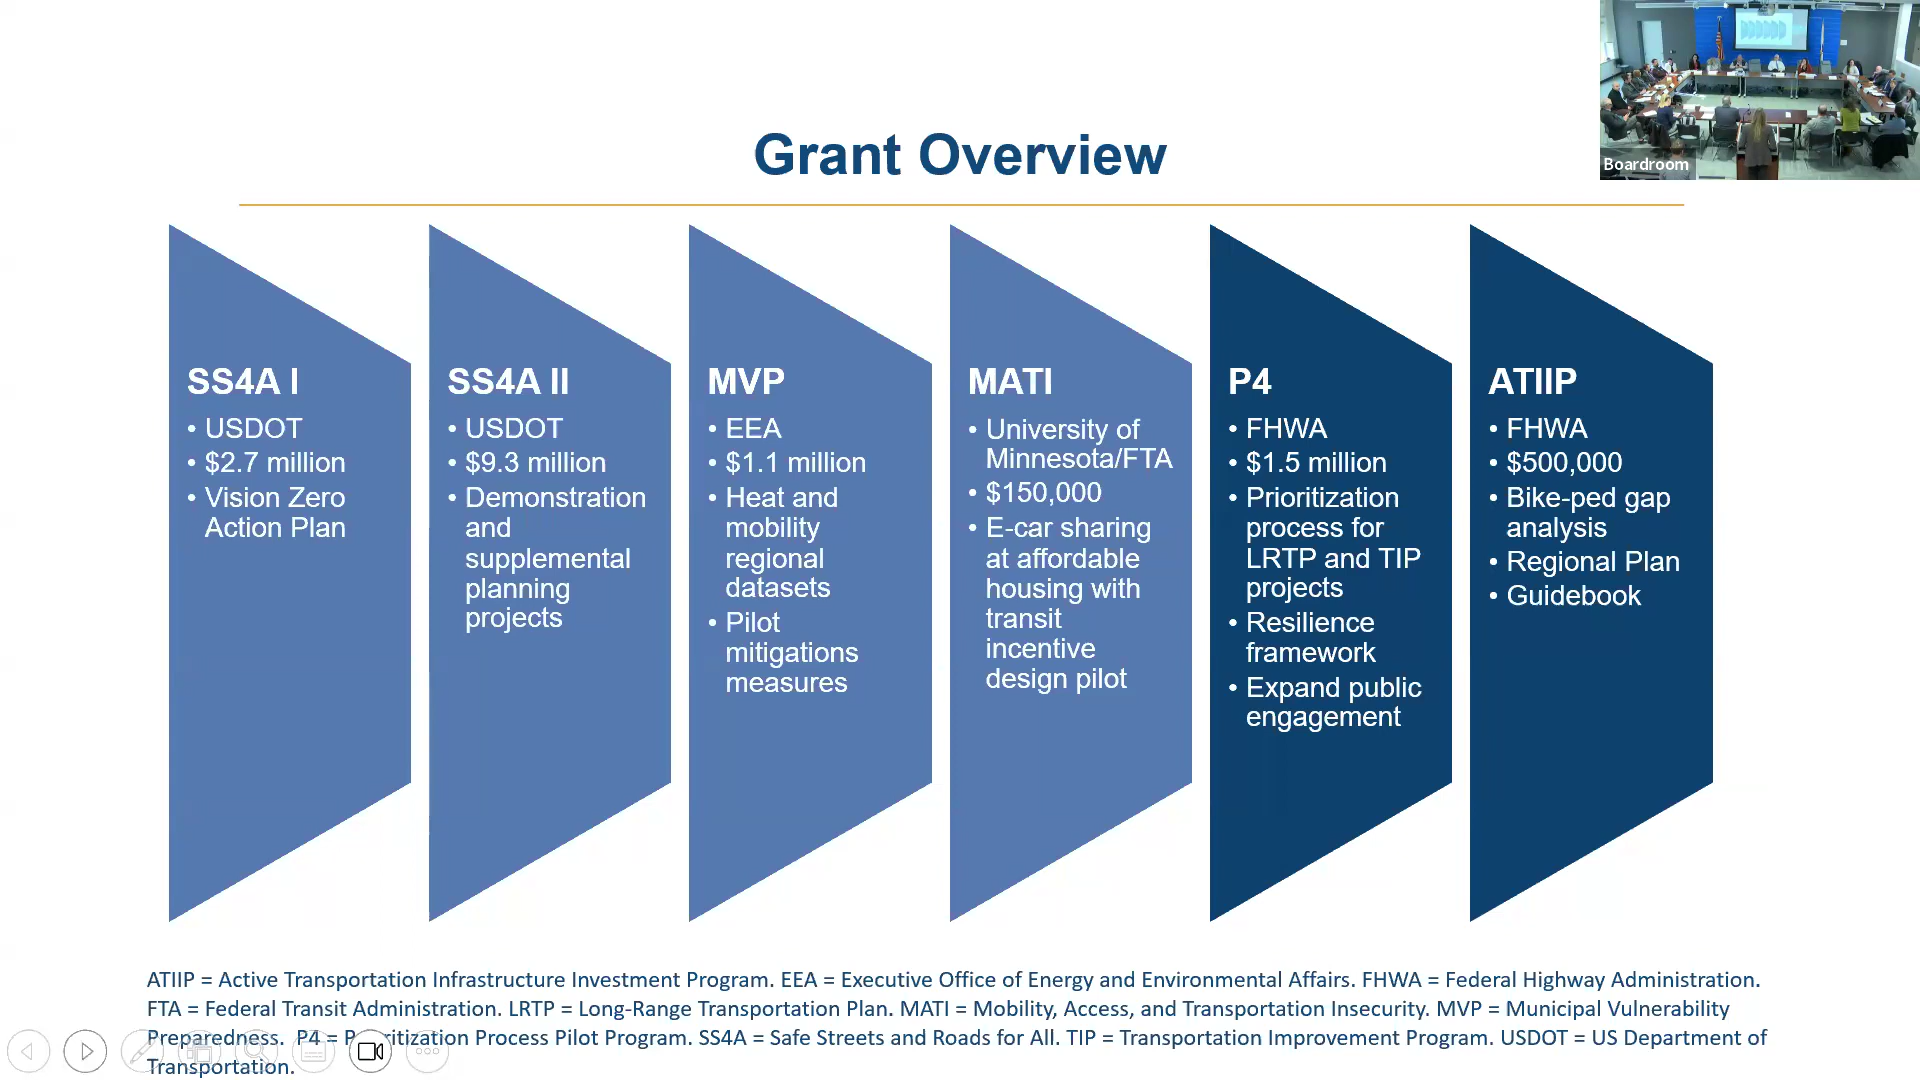 Boardroom
Grant Overview
SS4A I
• USDOT
• $2.7 million
• Vision Zero
Action Plan
SS4A II
• USDOT
• $9.3 million
• Demonstration
and
supplemental
planning
projects
MVP
• EEA
• $1.1 million
• Heat and
mobility
regional
datasets
• Pilot
mitigations
measures
MATI
• University of
Minnesota/FTA
• $150,000
• E-car sharing
at affordable
housing with
transit
incentive
design pilot
P4
• FHWA
• $1.5 million
• Prioritization
process for
LRTP and TIP
projects
• Resilience
framework
• Expand public
engagement
ATIIP
• FHWA
• $500,000
• Bike-ped gap
analysis
• Regional Plan
• Guidebook
ATIIP = Active Transportation Infrastructure Investment Program. EEA = Executive Office of Energy and Environmental Affairs. FHWA = Federal Highway Administration.
FTA = Federal Transit Administration. LRTP = Long-Range Transportation Plan. MATI = Mobility, Access, and Transportation Insecurity. MVP = Municipal Vulnerability
Preparedness. P4 = Prioritization Process Pilot Program. SS4A = Safe Streets and Roads for All. TIP = Transportation Improvement Program. USDOT = US Department of
Transportation.